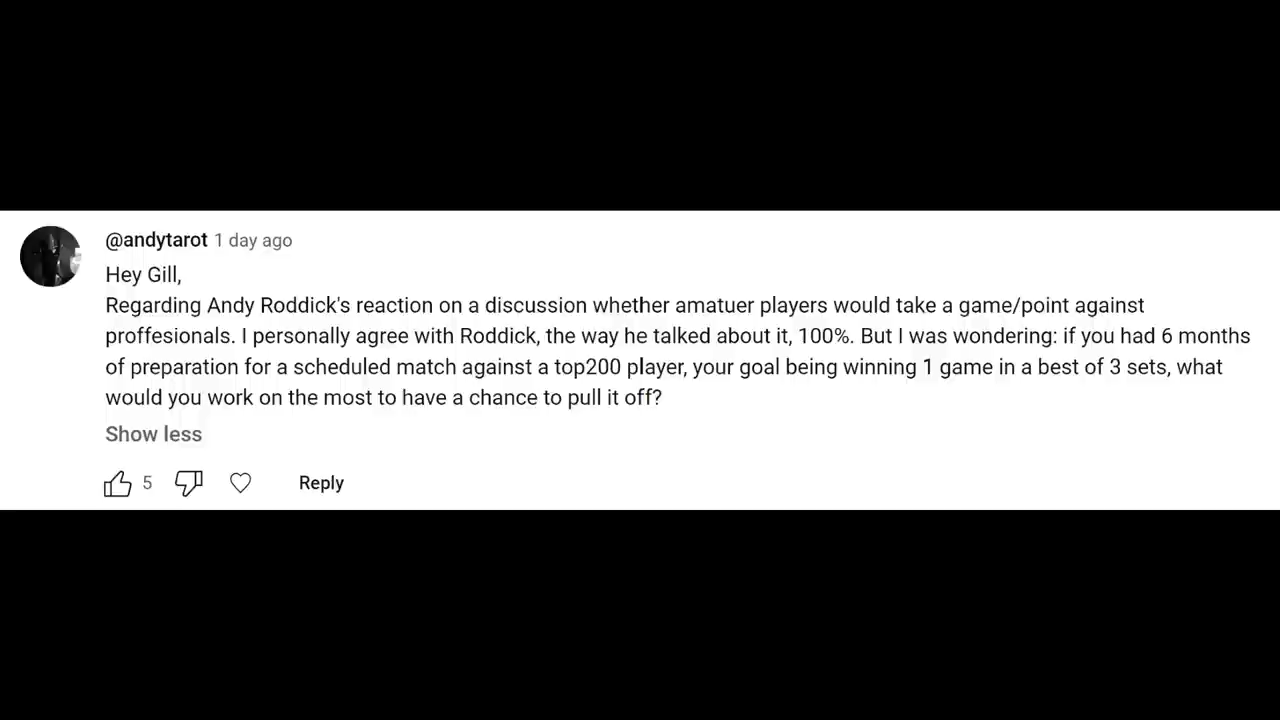 @andytarot 1 day ago
Hey Gill,
Regarding Andy Roddick's reaction on a discussion whether amatuer players would take a game/point against
proffesionals. I personally agree with Roddick, the way he talked about it, 100%. But I was wondering: if you had 6 months
of preparation for a scheduled match against a top200 player, your goal being winning 1 game in a best of 3 sets, what
would you work on the most to have a chance to pull it off?
Show less
5 Reply